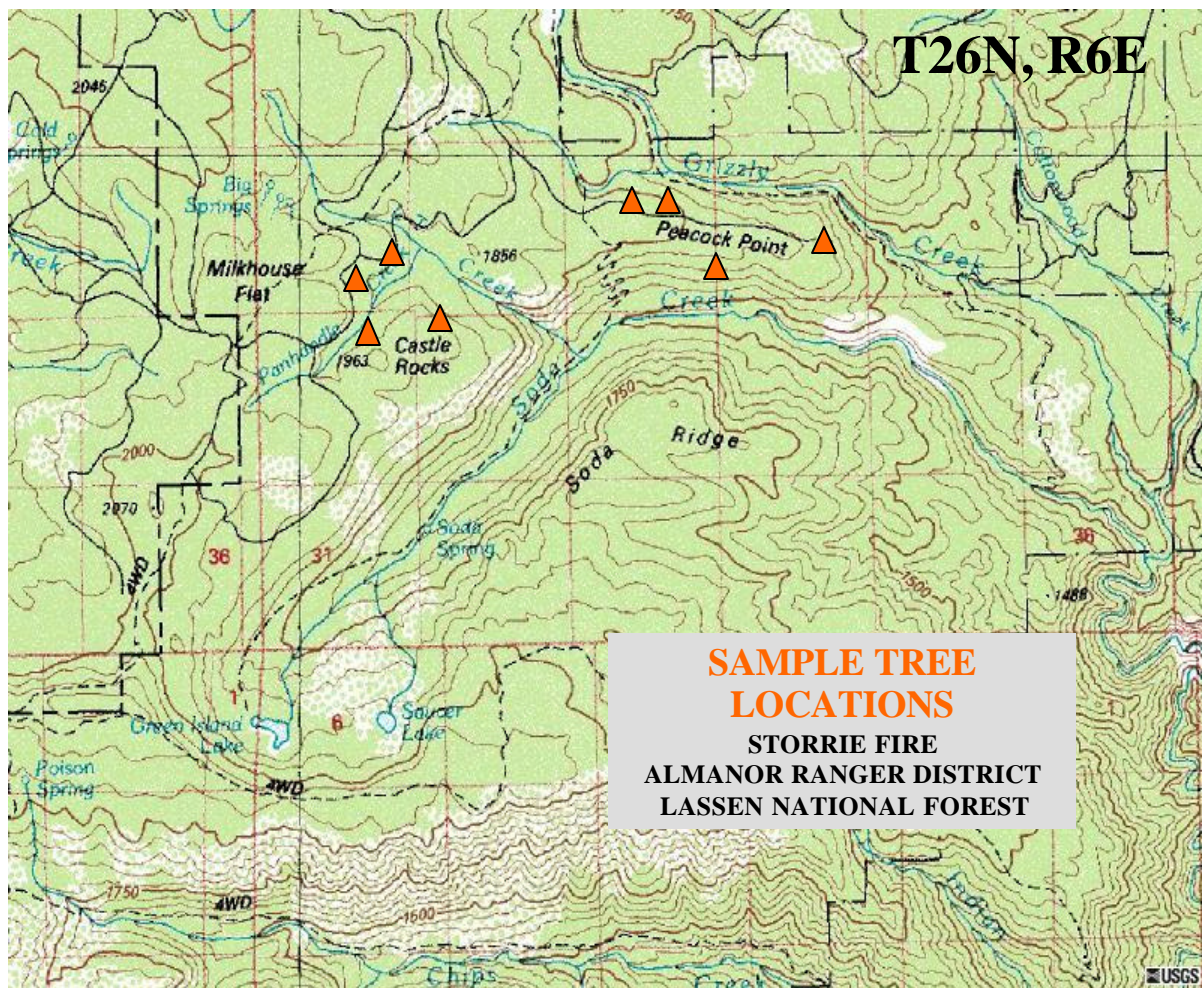 T26N, R6E
2046
Cold
Springs
Grizzly
Cottonwood
Big
Springs
Peacock Point
Creek
Creek
Milkhouse
Flat
1856
Creek
Creek
Creek
Panhandle
1963
Castle
Rocks
1750
Soda
Ridge
Soda
2000
2070
Soda
Spring
36
31
36
4WD
1500
1488
SAMPLE TREE
LOCATIONS
STORRIE FIRE
ALMANOR RANGER DISTRICT
LASSEN NATIONAL FOREST
1
6
1
Green Island
Lake
Saucer
Lake
Poison
Spring
4WD
1750
4WD
1500
Indian
Chips
Creek
USGS